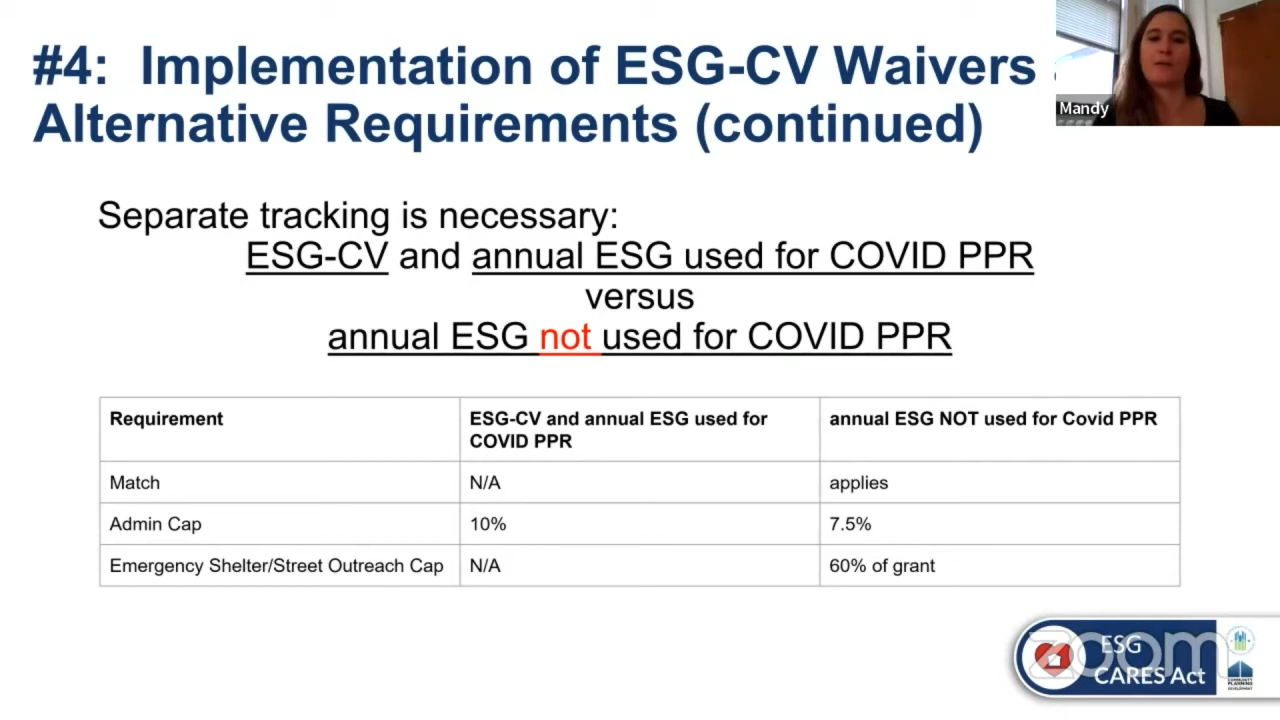 #4: Implementation of ESG-CV Waivers
Alternative Requirements (continued)
Mandy
Separate tracking is necessary:
ESG-CV and annual ESG used for COVID PPR
versus
annual ESG not used for COVID PPR
Requirement
ESG-CV and annual ESG used for
COVID PPR
annual ESG NOT used for Covid PPR
Match
N/A
applies
Admin Cap
10%
7.5%
Emergency Shelter/Street Outreach Cap
N/A
60% of grant
zoom
ESG
CARES Act
COMMUNITY
PLANNING
DEVELOPMENT